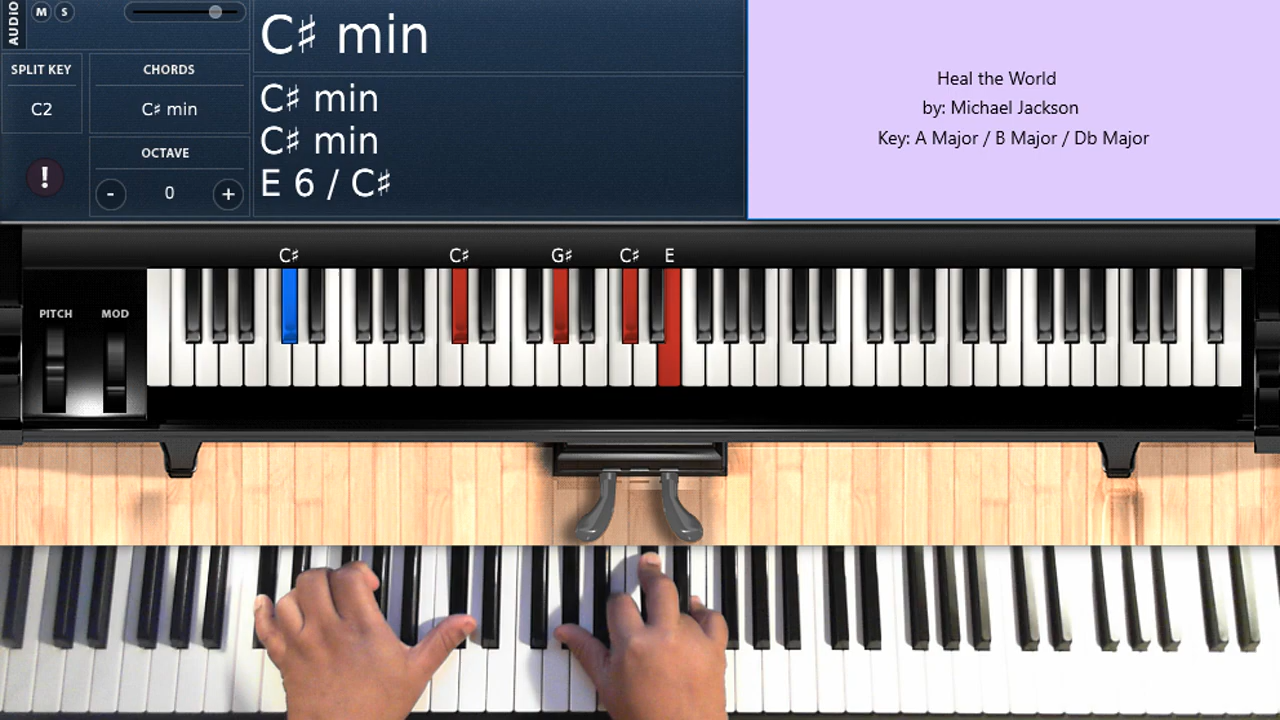 AUDIO
M S
SPLIT KEY
C2
CHORDS
C♯ min
OCTAVE
- 0 +
!
C♯ min
C♯ min
C♯ min
E 6 / C♯
Heal the World
by: Michael Jackson
Key: A Major / B Major / Db Major
C♯ C♯ G♯ C♯ E
PITCH MOD